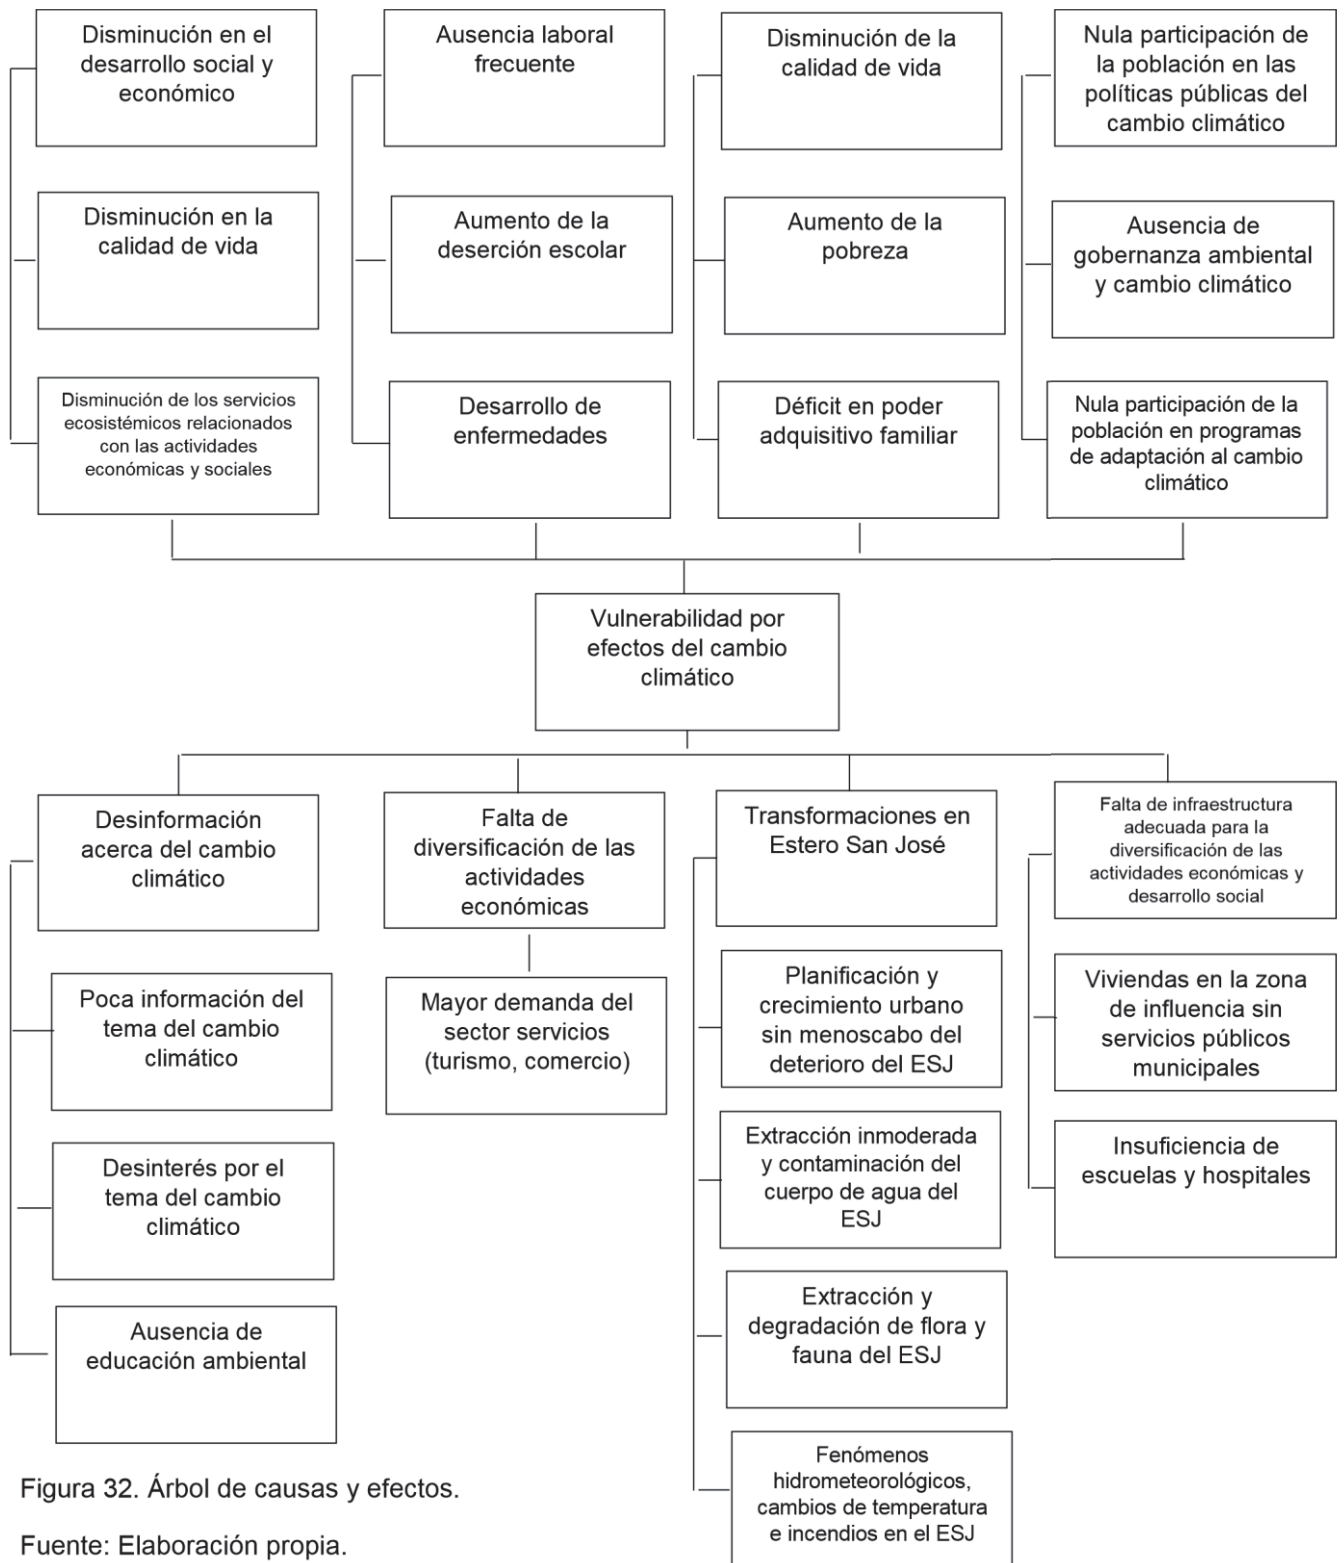 Disminución en el
desarrollo social y
económico
Ausencia laboral
frecuente
Disminución de la
calidad de vida
Nula participación de
la población en las
políticas públicas del
cambio climático
Disminución en la
calidad de vida
Aumento de la
deserción escolar
Aumento de la
pobreza
Ausencia de
gobernanza ambiental
y cambio climático
Disminución de los servicios
ecosistémicos relacionados
con las actividades
económicas y sociales
Desarrollo de
enfermedades
Déficit en poder
adquisitivo familiar
Nula participación de la
población en programas
de adaptación al cambio
climático
Vulnerabilidad por
efectos del cambio
climático
Desinformación
acerca del cambio
climático
Falta de
diversificación de las
actividades
económicas
Transformaciones en
Estero San José
Falta de infraestructura
adecuada para la
diversificación de las
actividades económicas y
desarrollo social
Poca información del
tema del cambio
climático
Mayor demanda del
sector servicios
(turismo, comercio)
Planificación y
crecimiento urbano
sin menoscabo del
deterioro del ESJ
Viviendas en la zona
de influencia sin
servicios públicos
municipales
Desinterés por el
tema del cambio
climático
Extracción inmoderada
y contaminación del
cuerpo de agua del
ESJ
Insuficiencia de
escuelas y hospitales
Ausencia de
educación ambiental
Extracción y
degradación de flora y
fauna del ESJ
Fenómenos
hidrometeorológicos,
cambios de temperatura
e incendios en el ESJ
Figura 32. Árbol de causas y efectos.
Fuente: Elaboración propia.